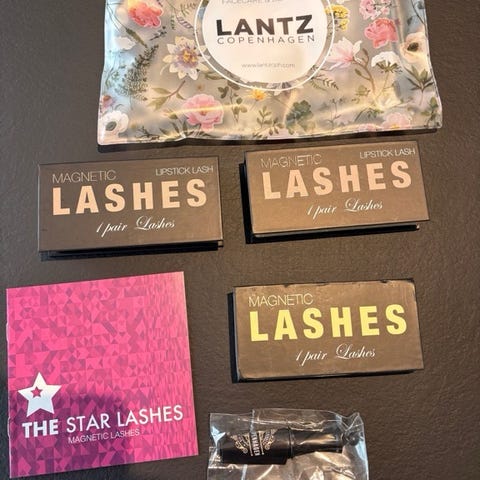 LANTZ
COPENHAGEN
MAGNETIC
LIPSTICK LASH
LASHES
1 pair Lashes
MAGNETIC
LIPSTICK LASH
LASHES
1 pair Lashes
MAGNETIC
LASHES
1 pair Lashes
THE STAR LASHES
MAGNETIC LASHES